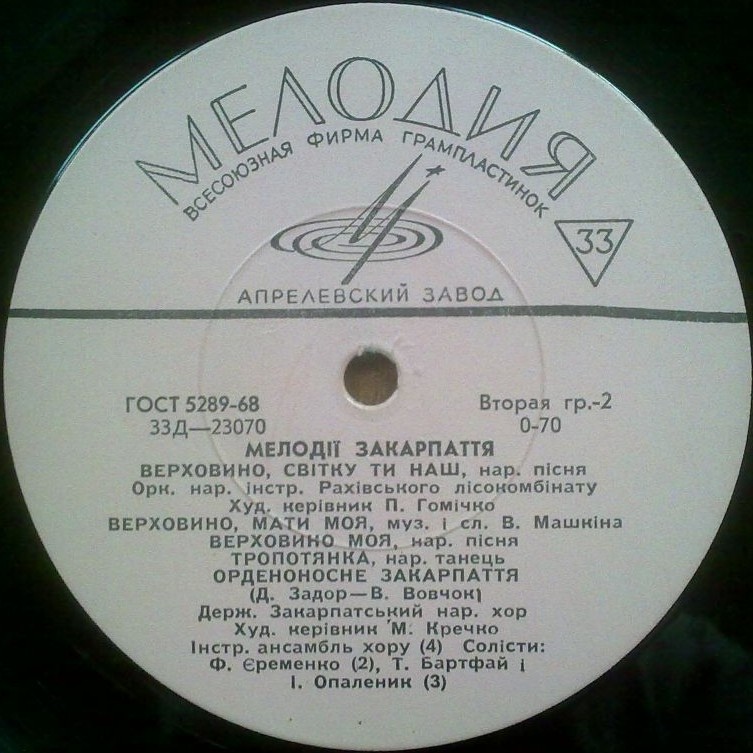 МЕЛОДИЯ
ВСЕСОЮЗНАЯ ФИРМА ГРАМПЛАСТИНОК
33
АПРЕЛЕВСКИЙ ЗАВОД
ГОСТ 5289-68 Вторая гр.-2
33Д—23070 0-70
МЕЛОДІЇ ЗАКАРПАТТЯ
ВЕРХОВИНО, СВІТКУ ТИ НАШ, нар. пісня
Орк. нар. інстр. Рахівського лісокомбінату
Худ. керівник П. Гомічко
ВЕРХОВИНО, МАТИ МОЯ, муз. і сл. В. Машкіна
ВЕРХОВИНО МОЯ, нар. пісня
ТРОПОТЯНКА, нар. танець
ОРДЕНОНОСНЕ ЗАКАРПАТТЯ
(Д. Задор—В. Вовчок)
Держ. Закарпатський нар. хор
Худ. керівник М. Кречко
Інстр. ансамбль хору (4) Солісти:
Ф. Єременко (2), Т. Бартфай і
І. Опаленик (3)